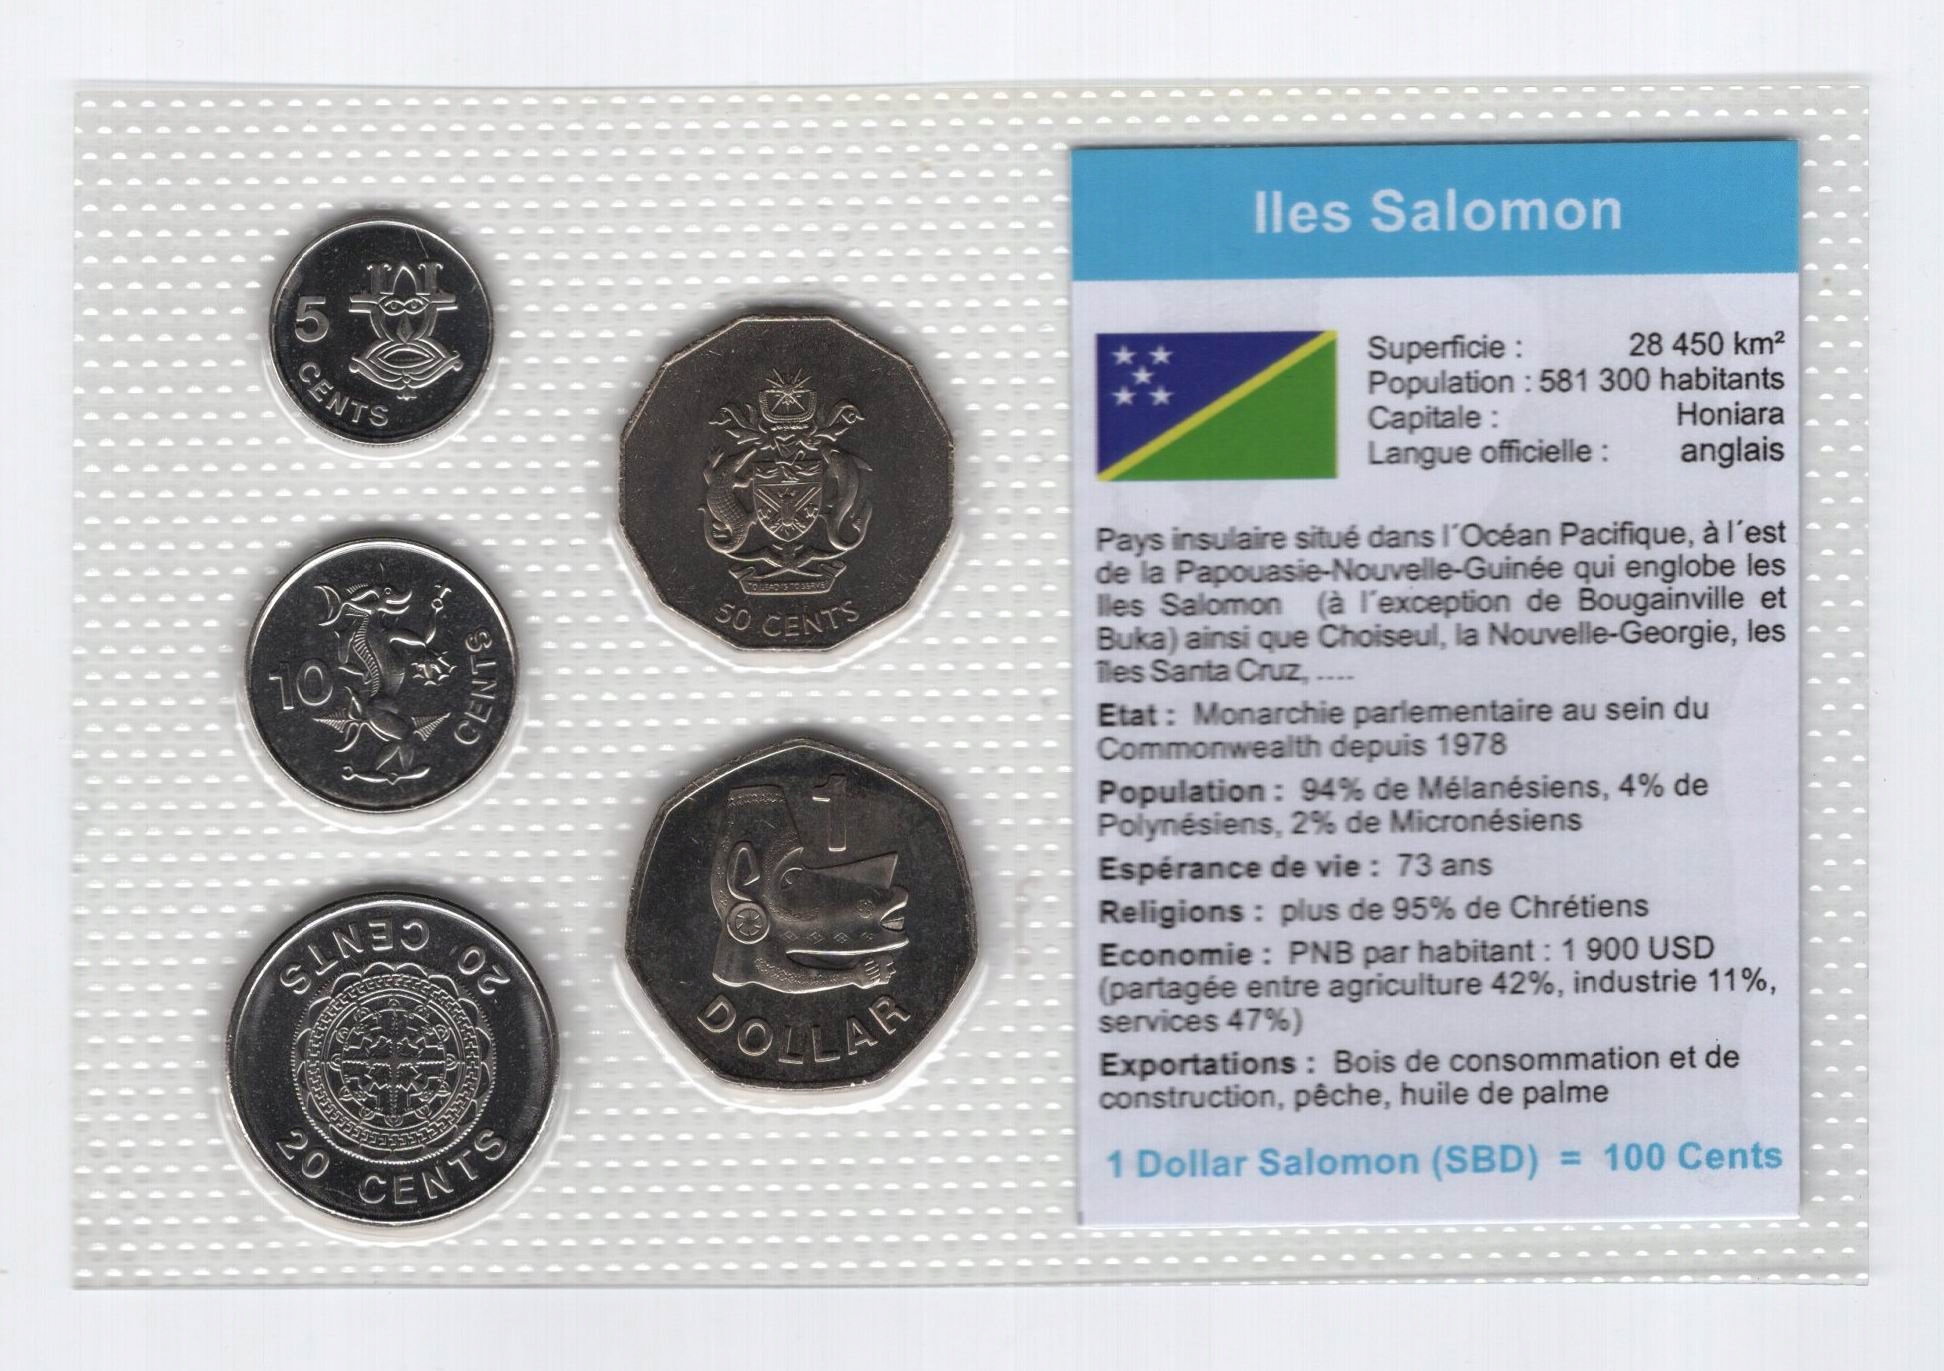 5
CENTS
10
CENTS
20 CENTS
20 CENTS
50 CENTS
1
DOLLAR
Iles Salomon
Superficie : 28 450 km²
Population : 581 300 habitants
Capitale : Honiara
Langue officielle : anglais
Pays insulaire situé dans l´Océan Pacifique, à l´est
de la Papouasie-Nouvelle-Guinée qui englobe les
Iles Salomon (à l´exception de Bougainville et
Buka) ainsi que Choiseul, la Nouvelle-Georgie, les
îles Santa Cruz, ....
Etat : Monarchie parlementaire au sein du
Commonwealth depuis 1978
Population : 94% de Mélanésiens, 4% de
Polynésiens, 2% de Micronésiens
Espérance de vie : 73 ans
Religions : plus de 95% de Chrétiens
Economie : PNB par habitant : 1 900 USD
(partagée entre agriculture 42%, industrie 11%,
services 47%)
Exportations : Bois de consommation et de
construction, pêche, huile de palme
1 Dollar Salomon (SBD) = 100 Cents